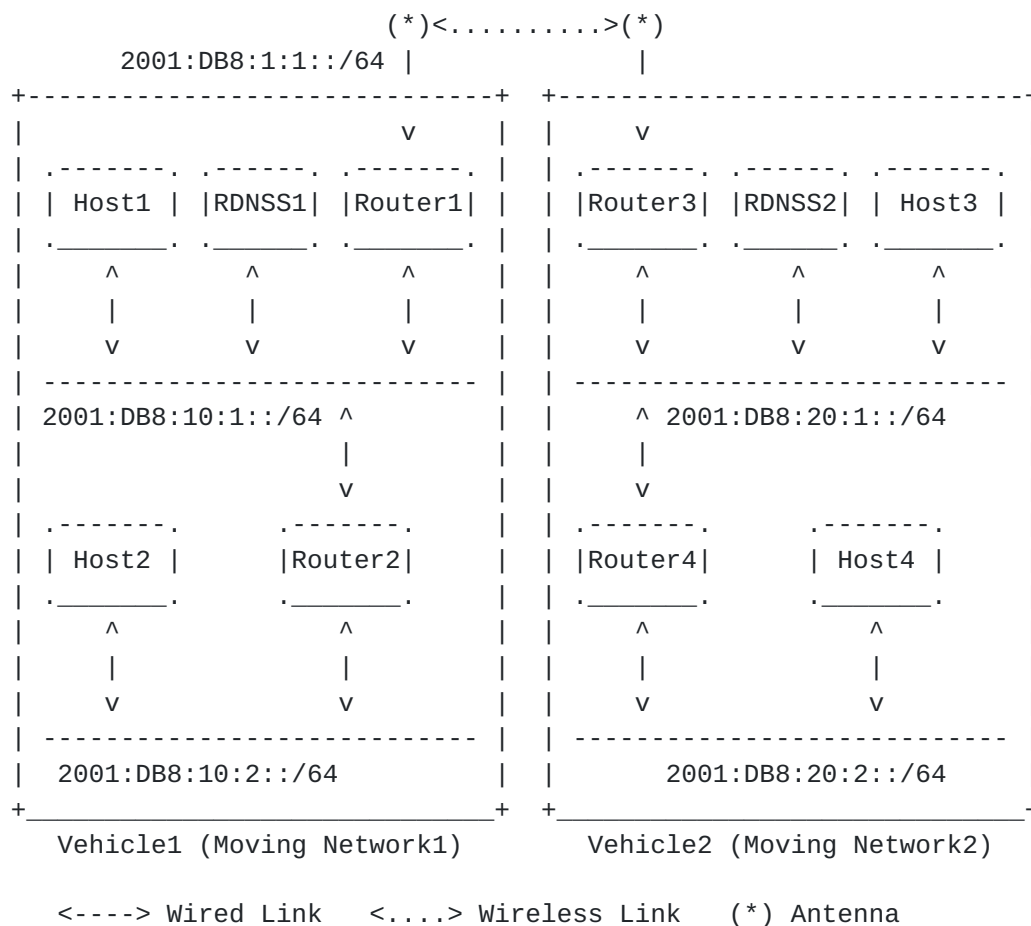 (*)<..........>(*)
2001:DB8:1:1::/64
Host1 RDNSS1 Router1 Router3 RDNSS2 Host3
2001:DB8:10:1::/64 2001:DB8:20:1::/64
Host2 Router2 Router4 Host4
2001:DB8:10:2::/64 2001:DB8:20:2::/64
Vehicle1 (Moving Network1) Vehicle2 (Moving Network2)
<----> Wired Link <....> Wireless Link (*) Antenna